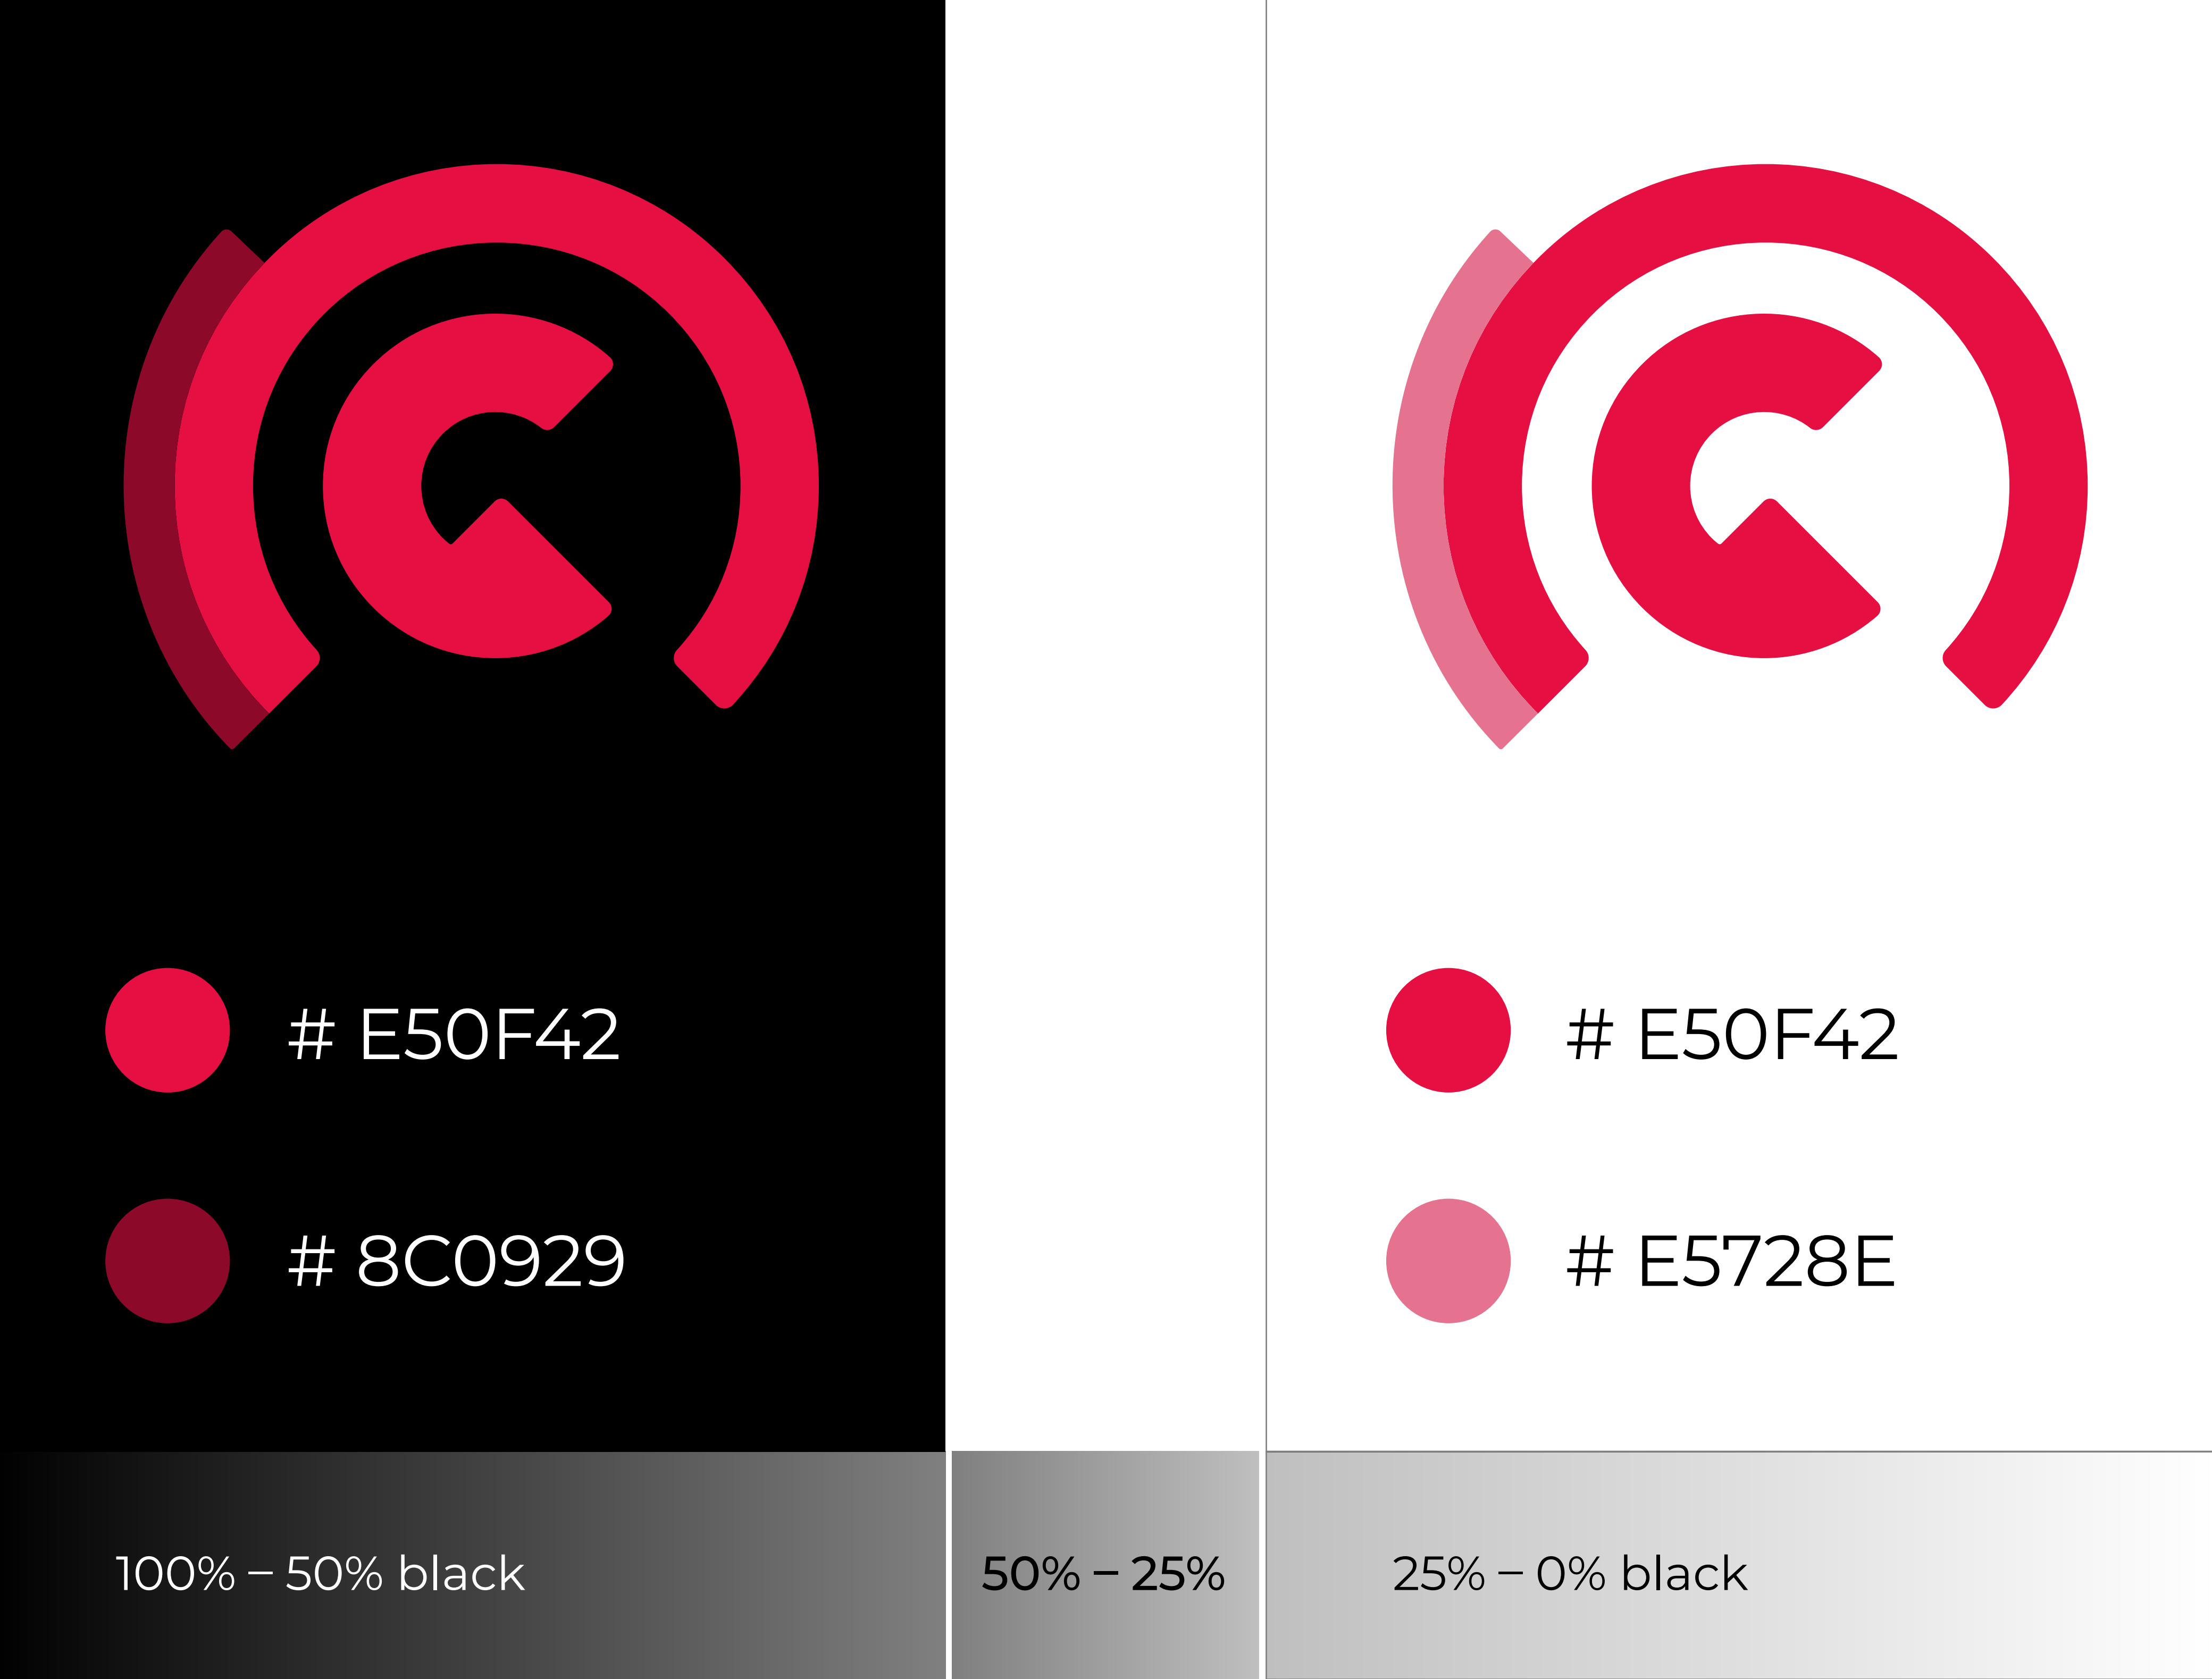 # E50F42
# 8C0929
100% – 50% black
50% – 25%
# E50F42
# E5728E
25% – 0% black